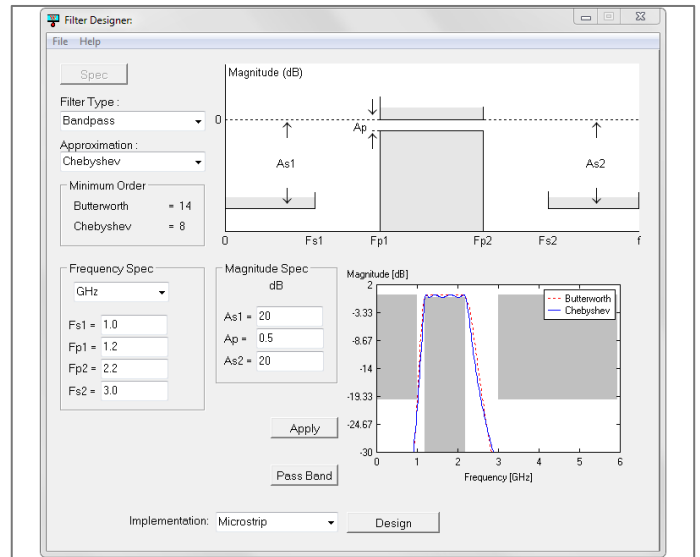 Filter Designer:
File Help
Spec
Filter Type :
Bandpass
Approximation :
Chebyshev
Minimum Order
Butterworth = 14
Chebyshev = 8
Magnitude (dB)
0
Ap
As1
As2
0 Fs1 Fp1 Fp2 Fs2 f
Frequency Spec
GHz
Fs1 = 1.0
Fp1 = 1.2
Fp2 = 2.2
Fs2 = 3.0
Magnitude Spec
dB
As1 = 20
Ap = 0.5
As2 = 20
Apply
Pass Band
Magnitude [dB]
2
-3.33
-8.67
-14
-19.33
-24.67
-30
Butterworth
Chebyshev
0 1 2 3 4 5 6
Frequency [GHz]
Implementation: Microstrip
Design